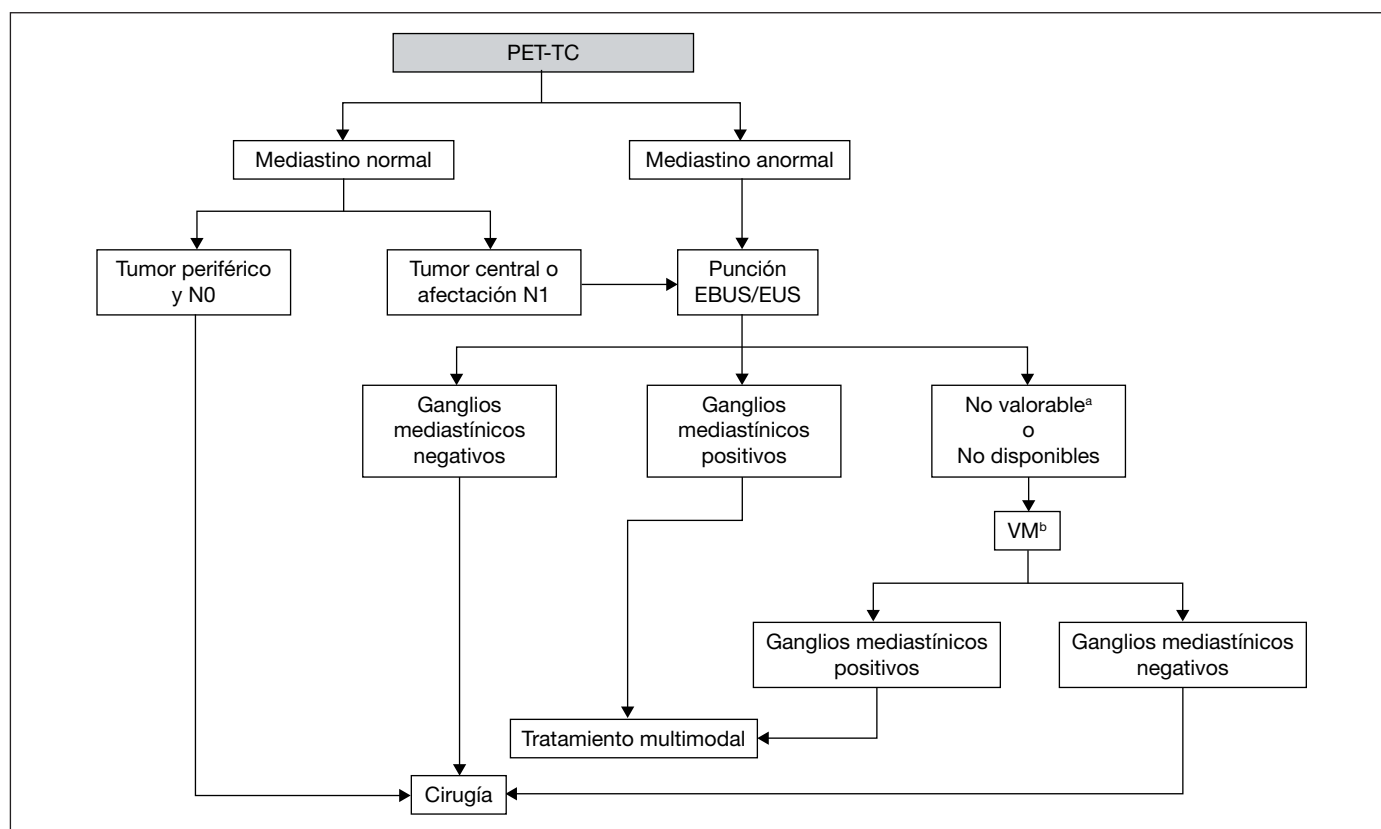 PET-TC
Mediastino normal
Mediastino anormal
Tumor periférico
y N0
Tumor central o
afectación N1
Punción
EBUS/EUS
Ganglios
mediastínicos
negativos
Ganglios
mediastínicos
positivos
No valorableᵃ
o
No disponibles
VMᵇ
Ganglios mediastínicos
positivos
Ganglios mediastínicos
negativos
Tratamiento multimodal
Cirugía